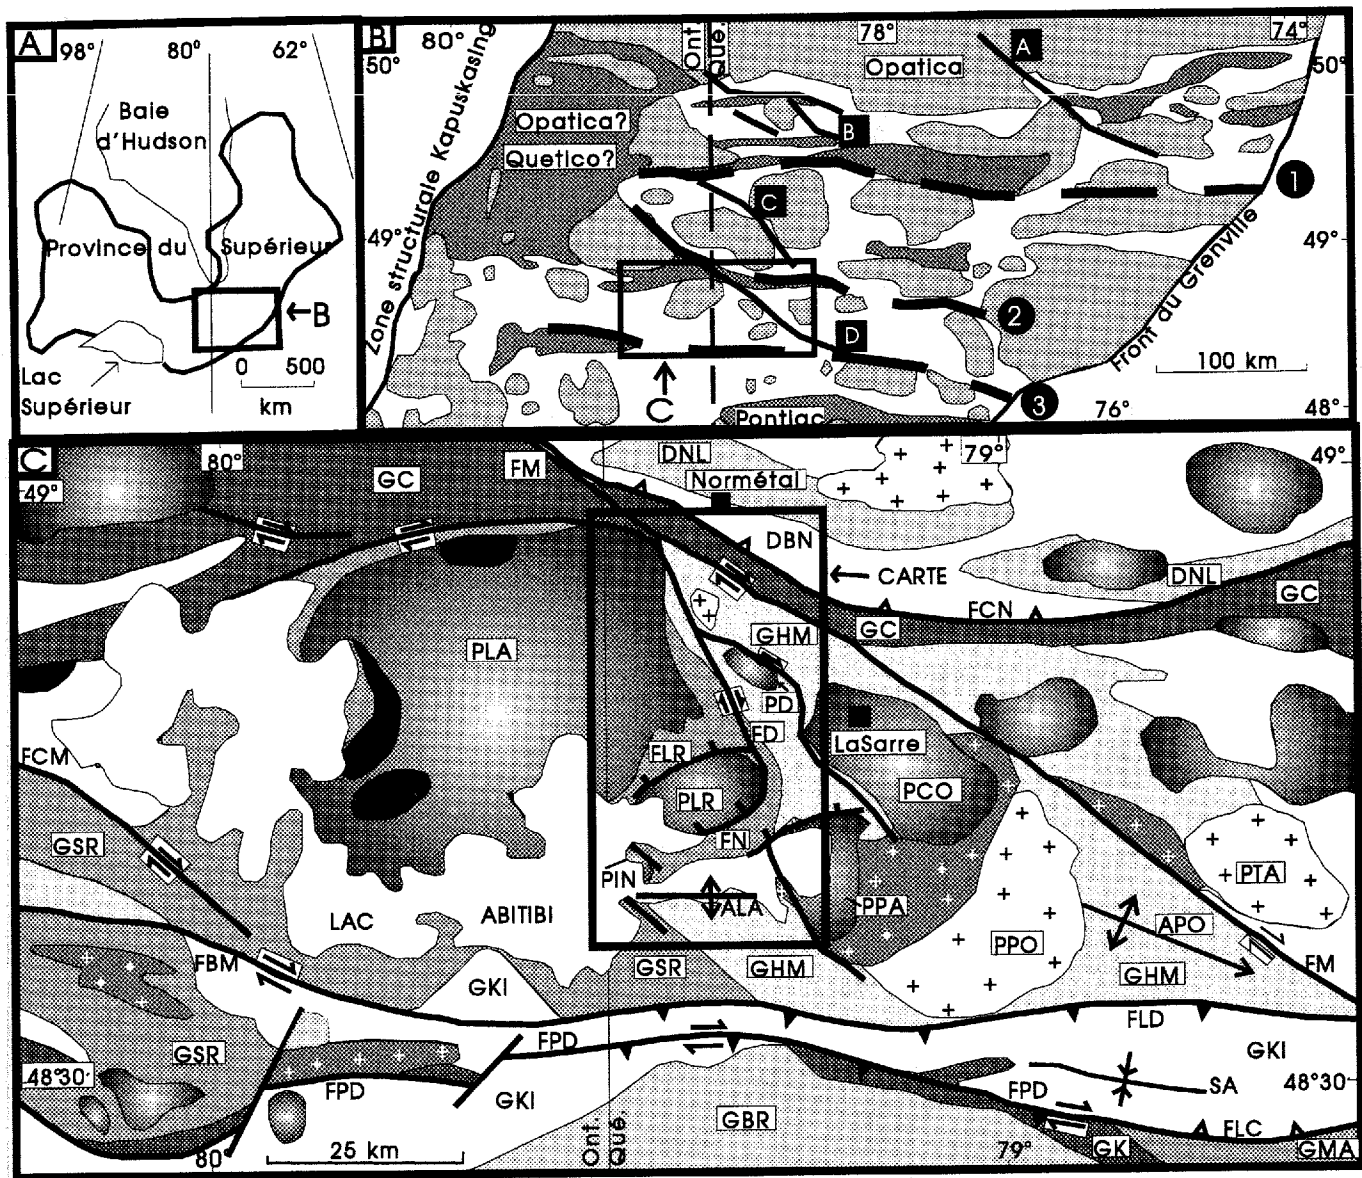 A
98°
80°
62°
Baie
d'Hudson
Province du
Supérieur
B
Lac
Supérieur
0
500
km
B
80°
50°
Zone structurale Kapuskasing
Ont.
Qué.
78°
74°
50°
Opatica
A
Opatica?
Quetico?
B
C
1
49°
49°
Front du Grenville
2
D
100 km
C
3
76°
48°
Pontiac
C
80°
49°
GC
FM
DNL
Normétal
79°
49°
DBN
CARTE
DNL
GC
FCN
GC
GHM
PLA
PD
FD
FLR
LaSarre
FCM
PLR
PCO
GSR
FN
PIN
PTA
ALA
PPA
LAC
ABITIBI
APO
PPO
FBM
GSR
GHM
GHM
FM
GKI
FLD
FPD
GKI
GSR
48°30'
FPD
GKI
FPD
SA
48°30'
GBR
FLC
Ont.
Qué.
80°
25 km
79°
GK
GMA